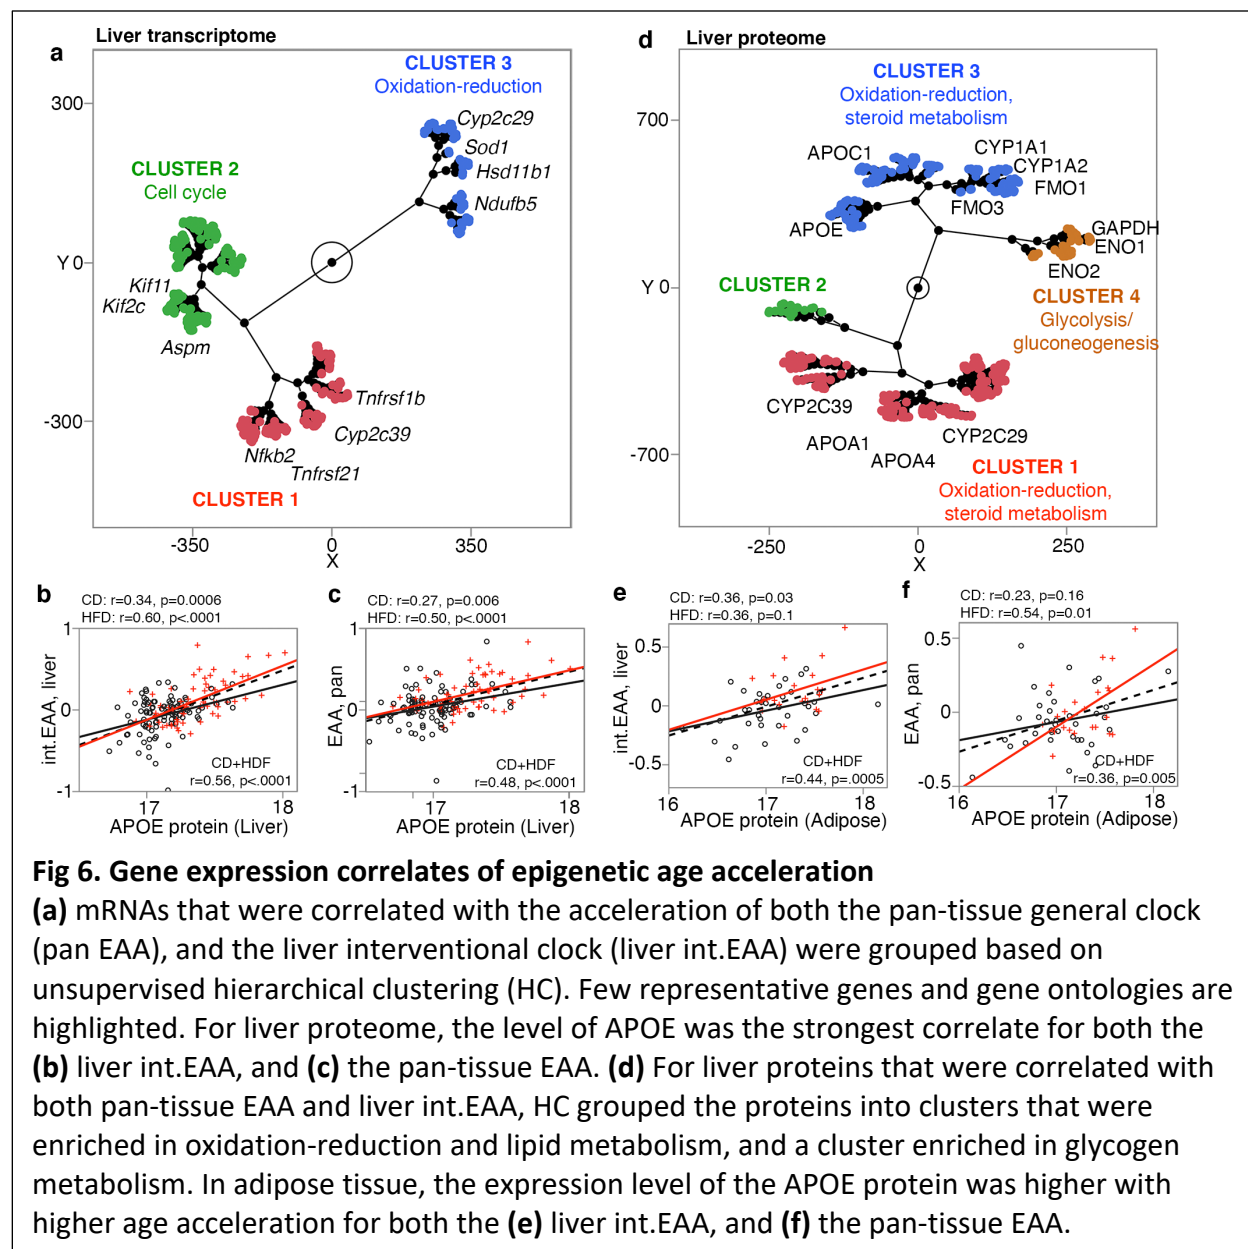 a
Liver transcriptome
CLUSTER 3
Oxidation-reduction
Cyp2c29
Sod1
Hsd11b1
Ndufb5
CLUSTER 2
Cell cycle
Kif11
Kif2c
Aspm
Tnfrsf1b
Cyp2c39
Nfkb2
Tnfrsf21
CLUSTER 1
300
Y 0
-300
-350
0
350
X
d
Liver proteome
CLUSTER 3
Oxidation-reduction,
steroid metabolism
APOC1
CYP1A1
CYP1A2
FMO1
FMO3
APOE
GAPDH
ENO1
ENO2
CLUSTER 2
CLUSTER 4
Glycolysis/
gluconeogenesis
CYP2C39
APOA1
APOA4
CYP2C29
CLUSTER 1
Oxidation-reduction,
steroid metabolism
700
Y 0
-700
-250
0
250
X
b
CD: r=0.34, p=0.0006
HFD: r=0.60, p<.0001
1
0
-1
int.EAA, liver
CD+HDF
r=0.56, p<.0001
17
18
APOE protein (Liver)
c
CD: r=0.27, p=0.006
HFD: r=0.50, p<.0001
1
0
-1
EAA, pan
CD+HDF
r=0.48, p<.0001
17
18
APOE protein (Liver)
e
CD: r=0.36, p=0.03
HFD: r=0.36, p=0.1
0.5
0
-0.5
int.EAA, liver
CD+HDF
r=0.44, p=.0005
16
17
18
APOE protein (Adipose)
f
CD: r=0.23, p=0.16
HFD: r=0.54, p=0.01
0.5
0
-0.5
EAA, pan
CD+HDF
r=0.36, p=0.005
16
17
18
APOE protein (Adipose)
Fig 6. Gene expression correlates of epigenetic age acceleration
(a) mRNAs that were correlated with the acceleration of both the pan-tissue general clock
(pan EAA), and the liver interventional clock (liver int.EAA) were grouped based on
unsupervised hierarchical clustering (HC). Few representative genes and gene ontologies are
highlighted. For liver proteome, the level of APOE was the strongest correlate for both the
(b) liver int.EAA, and (c) the pan-tissue EAA. (d) For liver proteins that were correlated with
both pan-tissue EAA and liver int.EAA, HC grouped the proteins into clusters that were
enriched in oxidation-reduction and lipid metabolism, and a cluster enriched in glycogen
metabolism. In adipose tissue, the expression level of the APOE protein was higher with
higher age acceleration for both the (e) liver int.EAA, and (f) the pan-tissue EAA.